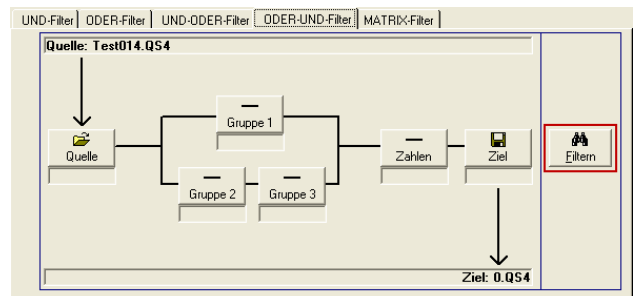 UND-Filter ODER-Filter UND-ODER-Filter ODER-UND-Filter MATRIX-Filter
Quelle: Test014.QS4
Gruppe 1
Quelle Zahlen Ziel Filtern
Gruppe 2 Gruppe 3
Ziel: 0.QS4